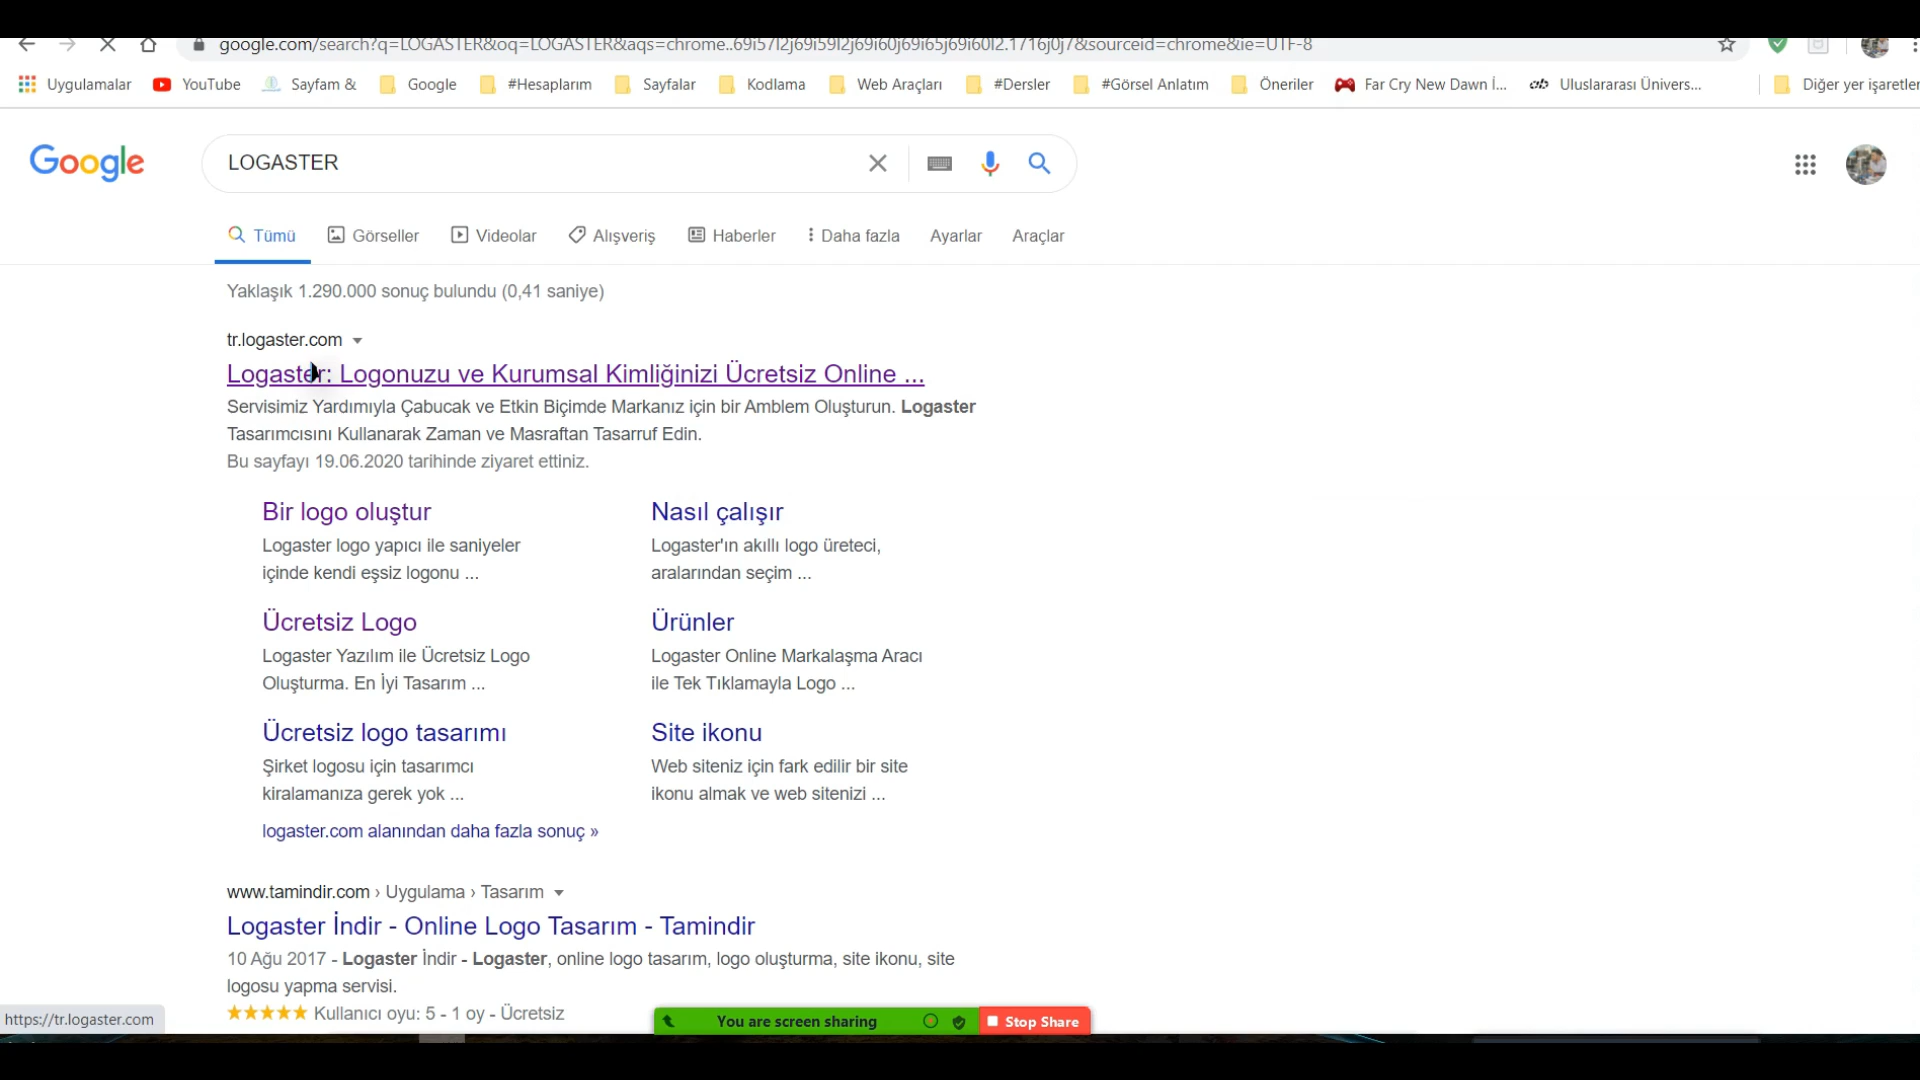 google.com/search?q=LOGASTER&oq=LOGASTER&aqs=chrome..69i57l2j69i59l2j69i60j69i65j69i60l2.1716j0j7&sourceid=chrome&ie=UTF-8
Uygulamalar YouTube Sayfam & Google #Hesaplarım Sayfalar Kodlama Web Araçları #Dersler #Görsel Anlatım Öneriler Far Cry New Dawn İ... Uluslararası Ünivers... Diğer yer işaretler
Google LOGASTER
Tümü Görseller Videolar Alışveriş Haberler Daha fazla Ayarlar Araçlar
Yaklaşık 1.290.000 sonuç bulundu (0,41 saniye)
tr.logaster.com
Logaster: Logonuzu ve Kurumsal Kimliğinizi Ücretsiz Online ...
Servisimiz Yardımıyla Çabucak ve Etkin Biçimde Markanız için bir Amblem Oluşturun. Logaster
Tasarımcısını Kullanarak Zaman ve Masraftan Tasarruf Edin.
Bu sayfayı 19.06.2020 tarihinde ziyaret ettiniz.
Bir logo oluştur
Logaster logo yapıcı ile saniyeler
içinde kendi eşsiz logonu ...
Nasıl çalışır
Logaster'ın akıllı logo üreteci,
aralarından seçim ...
Ücretsiz Logo
Logaster Yazılım ile Ücretsiz Logo
Oluşturma. En İyi Tasarım ...
Ürünler
Logaster Online Markalaşma Aracı
ile Tek Tıklamayla Logo ...
Ücretsiz logo tasarımı
Şirket logosu için tasarımcı
kiralamanıza gerek yok ...
Site ikonu
Web siteniz için fark edilir bir site
ikonu almak ve web sitenizi ...
logaster.com alanından daha fazla sonuç »
www.tamindir.com › Uygulama › Tasarım
Logaster İndir - Online Logo Tasarım - Tamindir
10 Ağu 2017 - Logaster İndir - Logaster, online logo tasarım, logo oluşturma, site ikonu, site
logosu yapma servisi.
Kullanıcı oyu: 5 - 1 oy - Ücretsiz
https://tr.logaster.com
You are screen sharing Stop Share